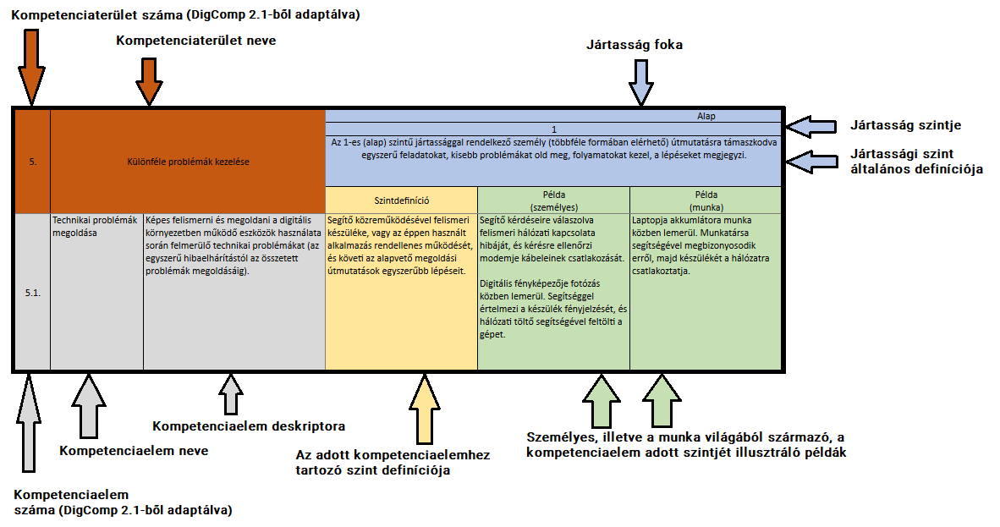 Kompetenciaterület száma (DigComp 2.1-ből adaptálva)
Kompetenciaterület neve
Jártasság foka
Alap
1
Jártasság szintje
Az 1-es (alap) szintű jártassággal rendelkező személy (többféle formában elérhető) útmutatásra támaszkodva
egyszerű feladatokat, kisebb problémákat old meg, folyamatokat kezel, a lépéseket megjegyzi.
Jártassági szint
általános definíciója
5.
Különféle problémák kezelése
Szintdefiníció
Példa
(személyes)
Példa
(munka)
5.1.
Technikai problémák
megoldása
Képes felismerni és megoldani a digitális
környezetben működő eszközök használata
során felmerülő technikai problémákat (az
egyszerű hibaelhárítástól az összetett
problémák megoldásáig).
Segítő közreműködésével felismeri
készüléke, vagy az éppen használt
alkalmazás rendellenes működését,
és követi az alapvető megoldási
útmutatások egyszerűbb lépéseit.
Segítő kérdéseire válaszolva
felismeri hálózati kapcsolata
hibáját, és kérésre ellenőrzi
modemje kábeleinek csatlakozását.
Digitális fényképezője fotózás
közben lemerül. Segítséggel
értelmezi a készülék fényjelzését, és
hálózati töltő segítségével feltölti a
gépet.
Laptopja akkumlátora munka
közben lemerül. Munkatársa
segítségével megbizonyosodik
erről, majd készülékét a hálózatra
csatlakoztatja.
Kompetenciaelem deskriptora
Kompetenciaelem neve
Az adott kompetenciaelemhez
tartozó szint definíciója
Személyes, illetve a munka világából származó, a
kompetenciaelem adott szintjét illusztráló példák
Kompetenciaelem
száma (DigComp 2.1-ből adaptálva)